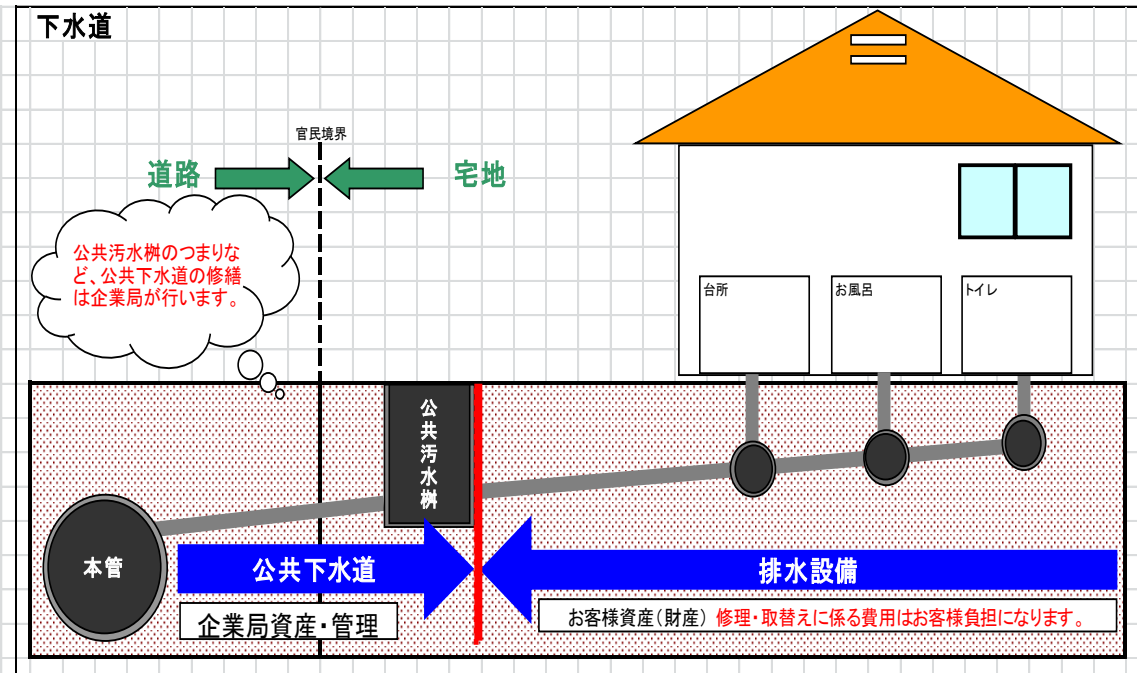 下水道
官民境界
道路
宅地
公共汚水桝のつまりな
ど、公共下水道の修繕
は企業局が行います。
台所
お風呂
トイレ
公共汚水桝
本管
公共下水道
排水設備
企業局資産・管理
お客様資産(財産) 修理・取替えに係る費用はお客様負担になります。